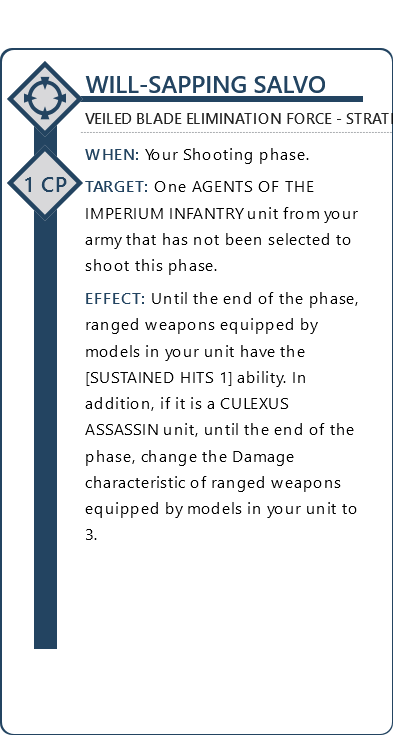 WILL-SAPPING SALVO
VEILED BLADE ELIMINATION FORCE - STRATI
1 CP
WHEN: Your Shooting phase.
TARGET: One AGENTS OF THE
IMPERIUM INFANTRY unit from your
army that has not been selected to
shoot this phase.
EFFECT: Until the end of the phase,
ranged weapons equipped by
models in your unit have the
[SUSTAINED HITS 1] ability. In
addition, if it is a CULEXUS
ASSASSIN unit, until the end of the
phase, change the Damage
characteristic of ranged weapons
equipped by models in your unit to
3.